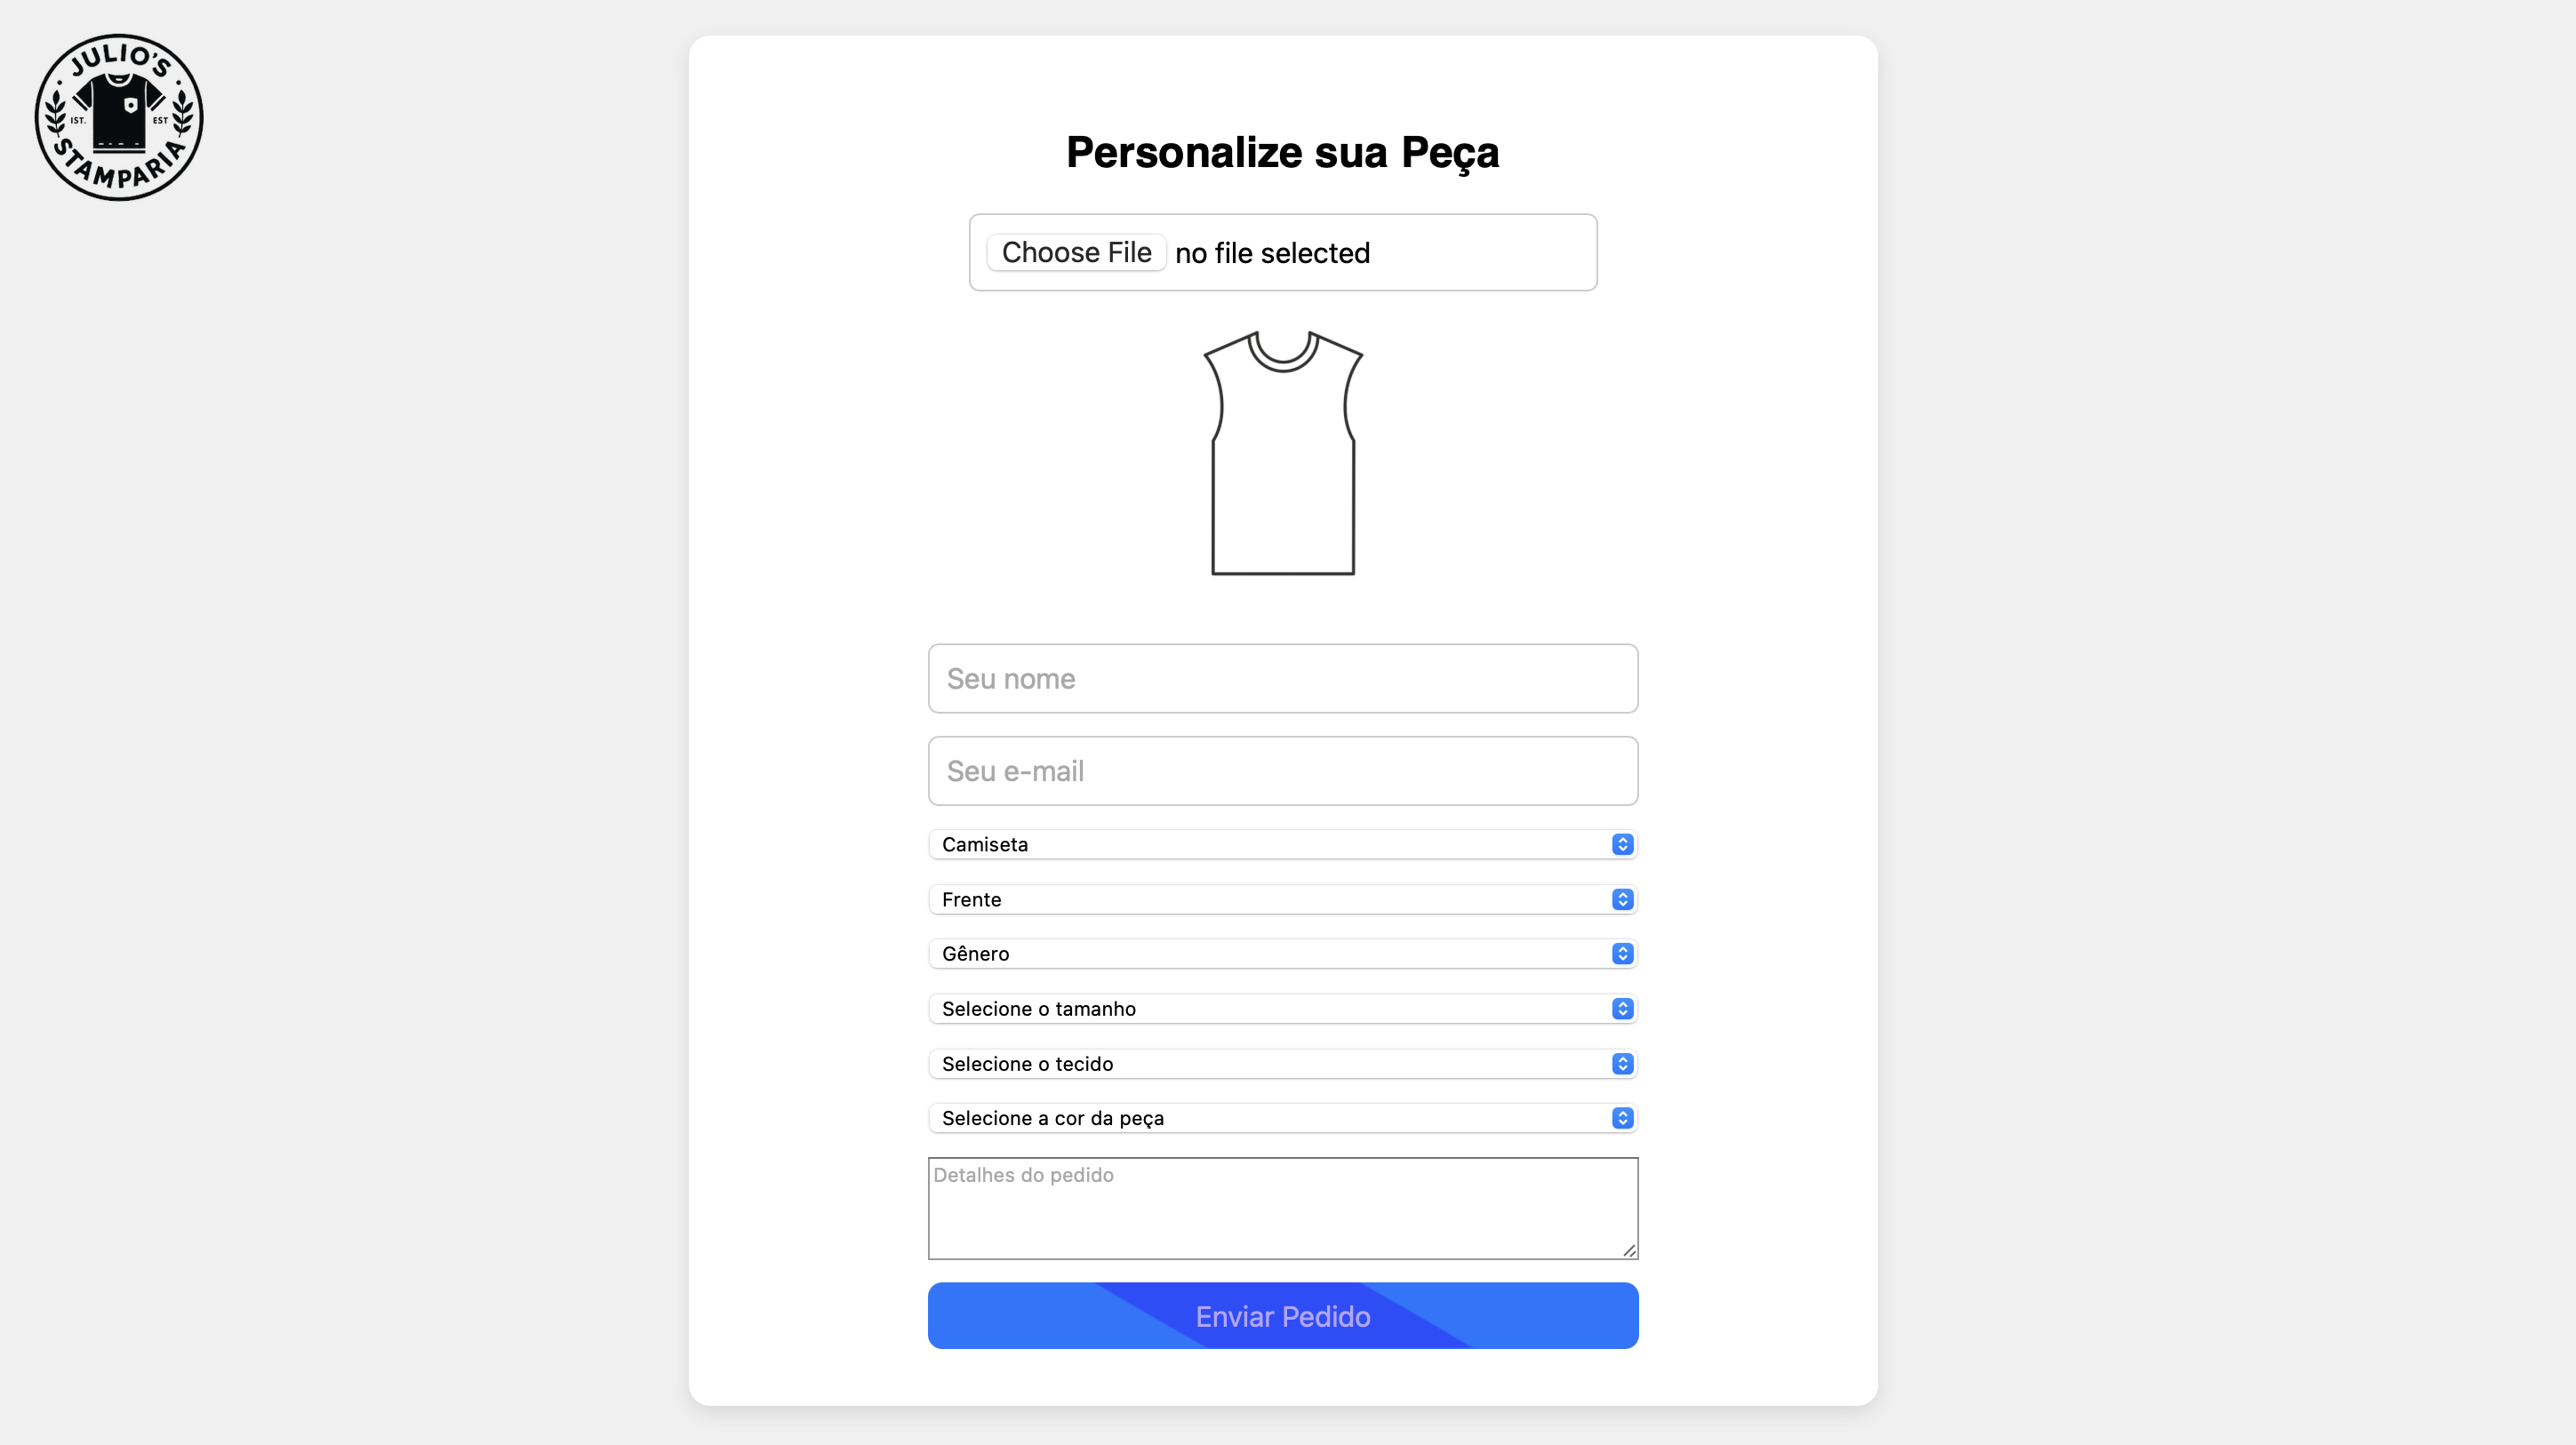 JULIO'S
IST. EST
STAMPARIA
Personalize sua Peça
Choose File no file selected
Seu nome
Seu e-mail
Camiseta
Frente
Gênero
Selecione o tamanho
Selecione o tecido
Selecione a cor da peça
Detalhes do pedido
Enviar Pedido